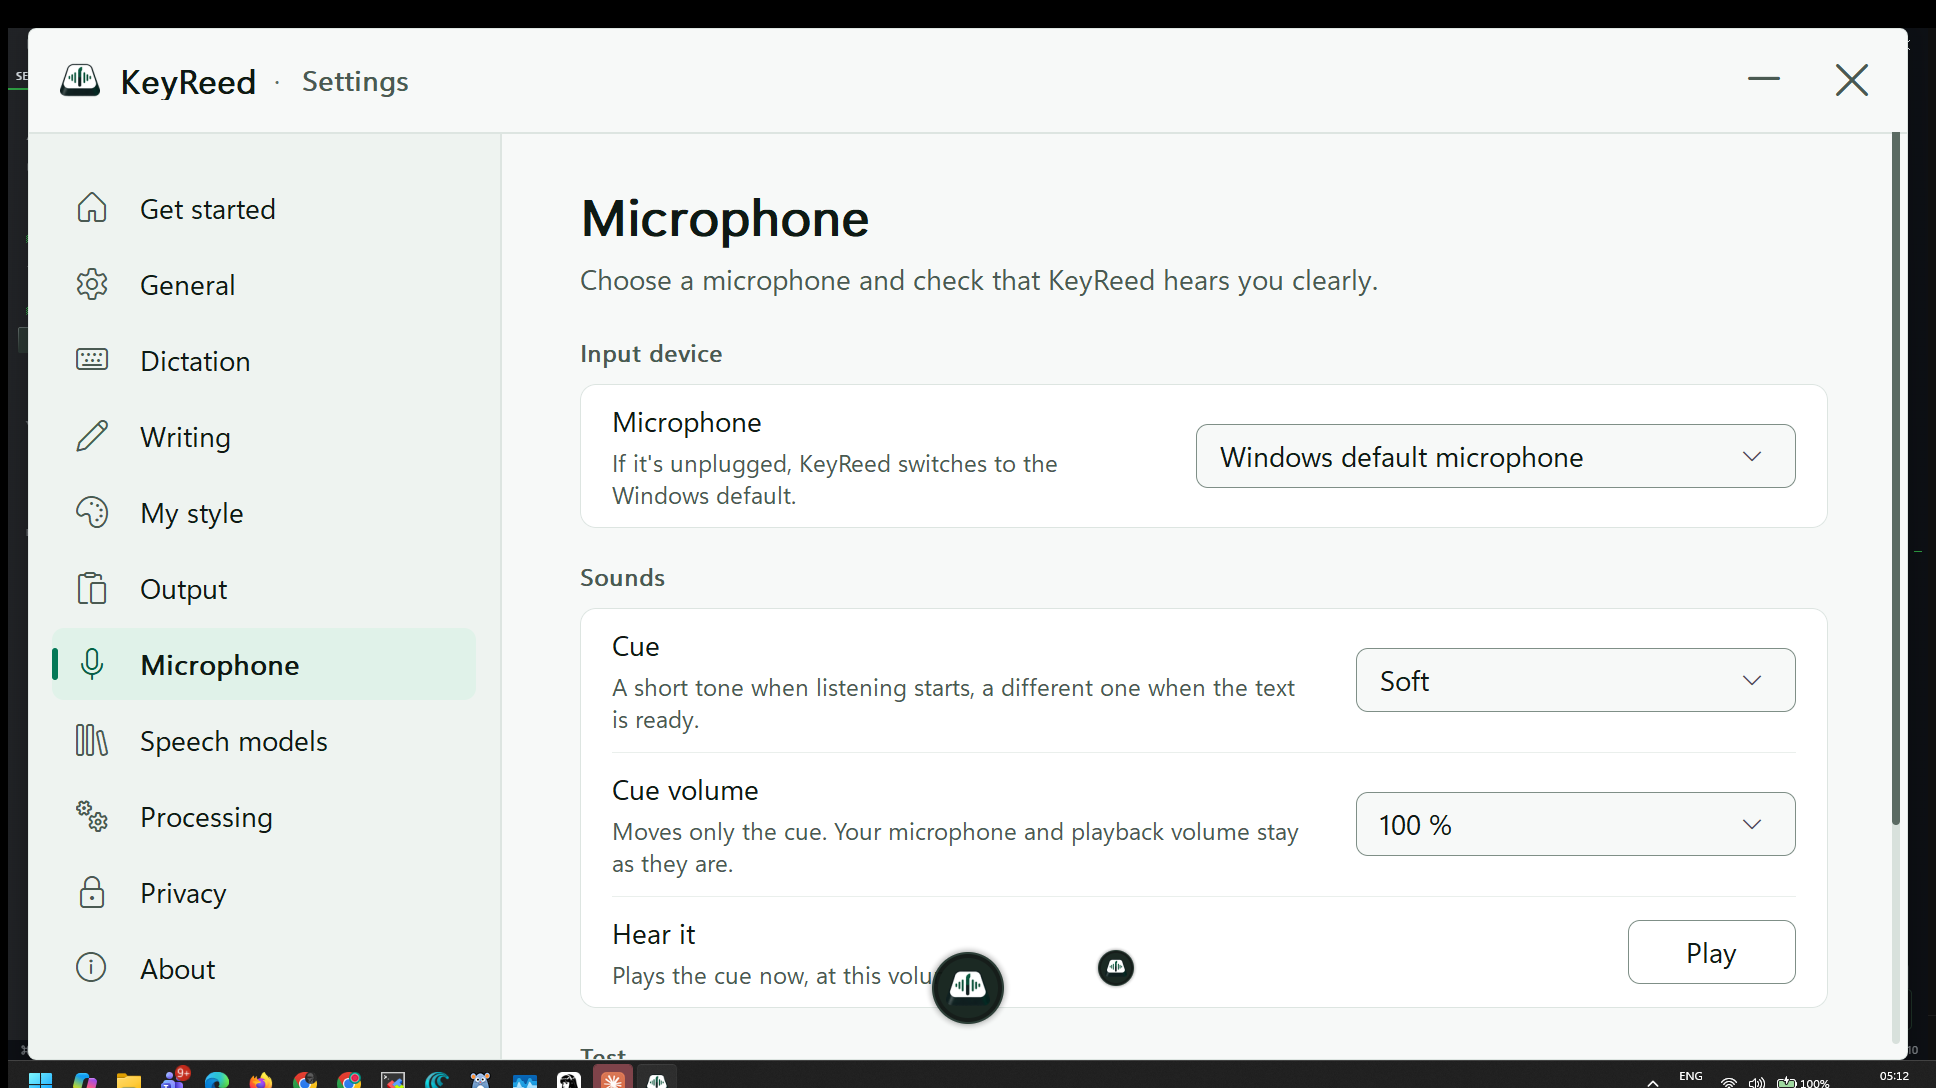 KeyReed · Settings
Get started
General
Dictation
Writing
My style
Output
Microphone
Speech models
Processing
Privacy
About
Microphone
Choose a microphone and check that KeyReed hears you clearly.
Input device
Microphone
If it's unplugged, KeyReed switches to the
Windows default.
Windows default microphone
Sounds
Cue
A short tone when listening starts, a different one when the text
is ready.
Soft
Cue volume
Moves only the cue. Your microphone and playback volume stay
as they are.
100 %
Hear it
Plays the cue now, at this
Play
Test
9+
ENG
100%
05:12